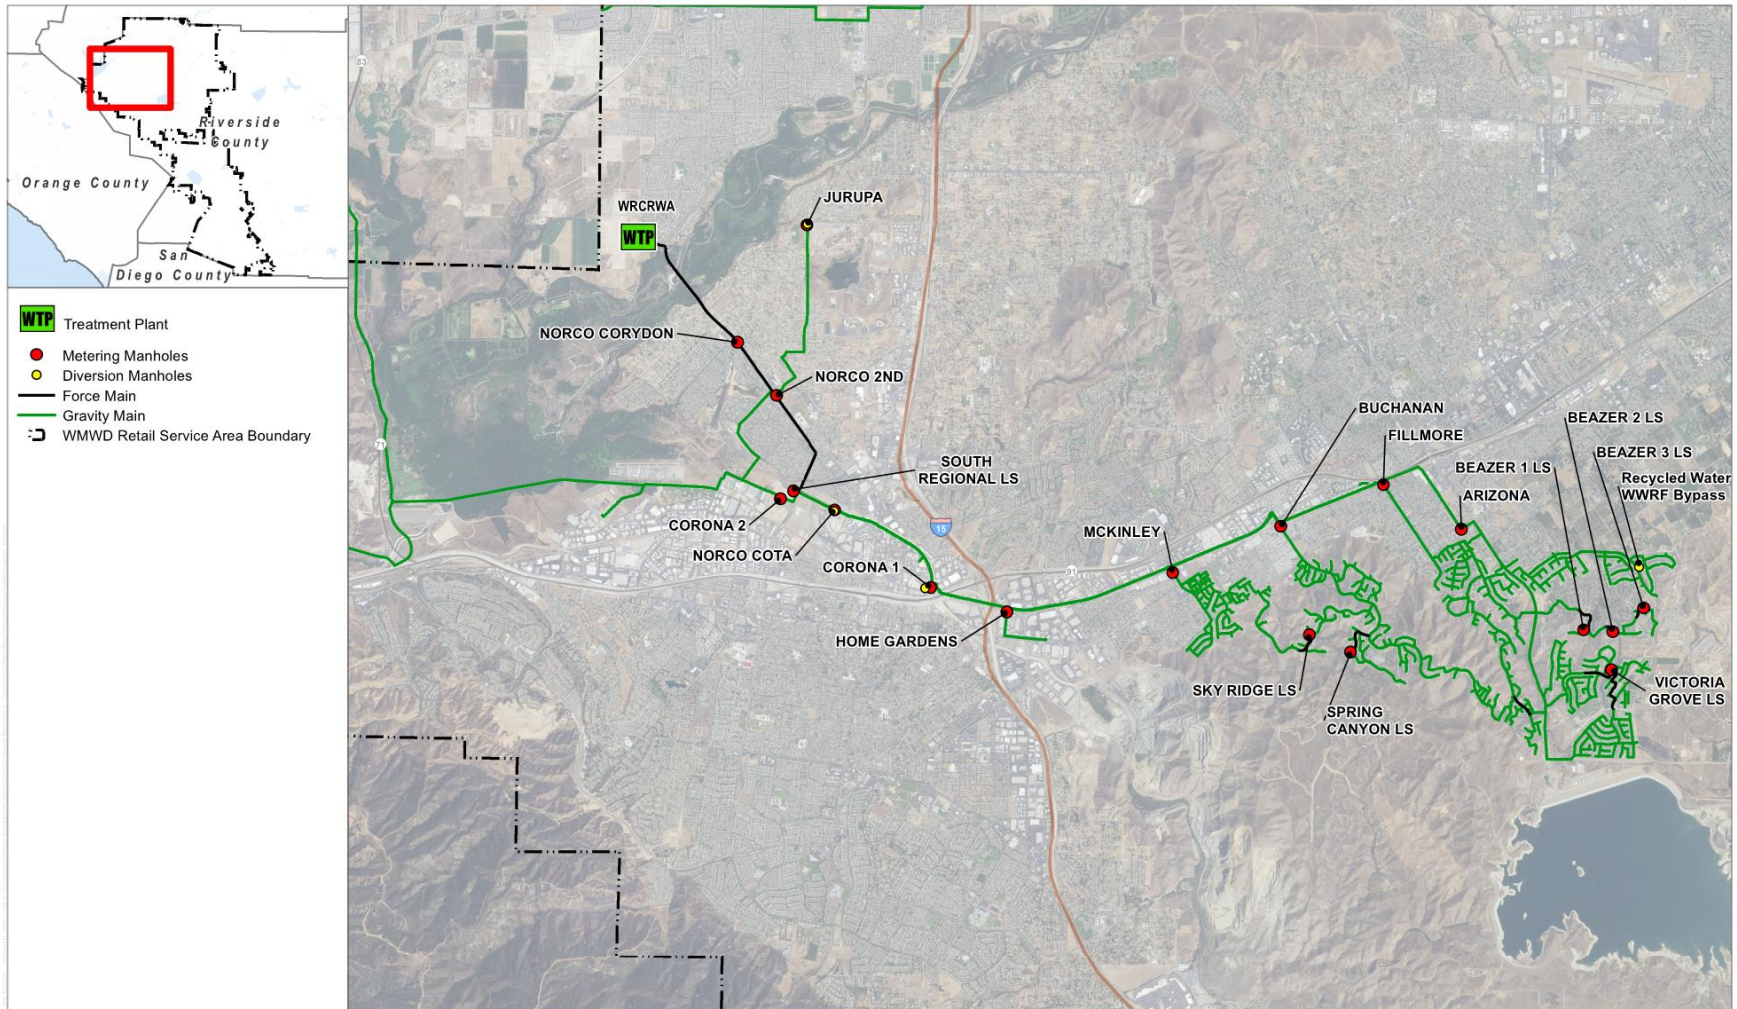 Riverside
County
Orange County
San
Diego County
WTP
Treatment Plant
Metering Manholes
Diversion Manholes
Force Main
Gravity Main
WMWD Retail Service Area Boundary
83
WRCRWA
WTP
JURUPA
NORCO CORYDON
NORCO 2ND
71
SOUTH
REGIONAL LS
CORONA 2
NORCO COTA
15
CORONA 1
91
HOME GARDENS
MCKINLEY
BUCHANAN
FILLMORE
BEAZER 2 LS
BEAZER 3 LS
BEAZER 1 LS
Recycled Water
WWRF Bypass
ARIZONA
SKY RIDGE LS
SPRING
CANYON LS
VICTORIA
GROVE LS